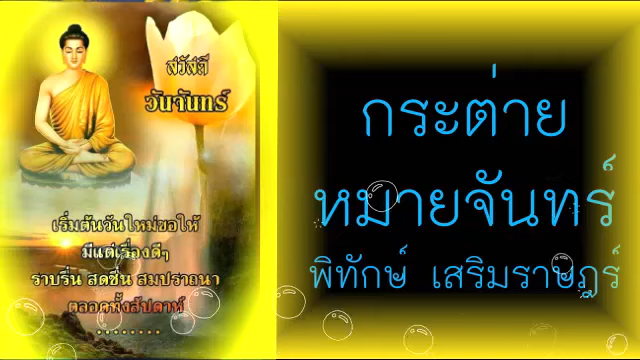 สวัสดี
วันจันทร์
เริ่มต้นวันใหม่ขอให้
มีแต่เรื่องดีๆ
ราบรื่น สดชื่น สมปราถนา
ตลอดทั้งสัปดาห์
........
กระต่าย
หมายจันทร์
พิทักษ์ เสริมราษฎร์